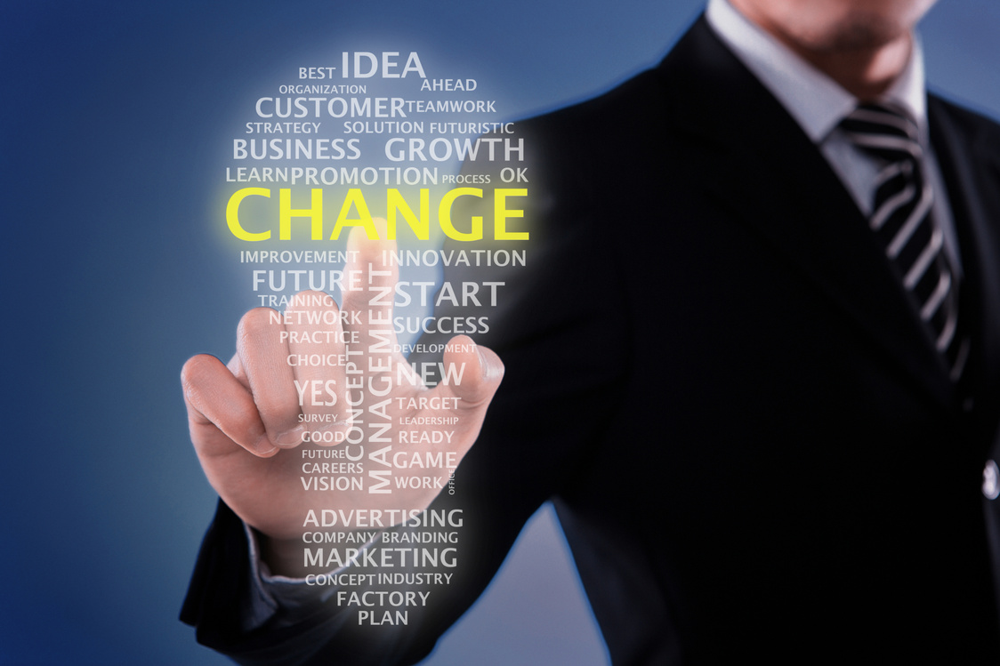 BEST IDEA
ORGANIZATION AHEAD
CUSTOMER TEAMWORK
STRATEGY SOLUTION FUTURISTIC
BUSINESS GROWTH
LEARN PROMOTION PROCESS OK
CHANGE
IMPROVEMENT INNOVATION
FUTURE START
TRAINING
NETWORK SUCCESS
PRACTICE
CHOICE DEVELOPMENT
CONCEPT
MANAGEMENT
YES NEW
SURVEY TARGET
GOOD LEADERSHIP
FUTURE READY
CAREERS GAME
VISION WORK
OFFICE
ADVERTISING
COMPANY BRANDING
MARKETING
CONCEPT INDUSTRY
FACTORY
PLAN